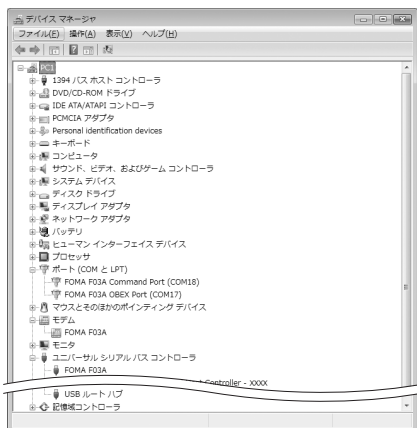 デバイス マネージャ
ファイル(F) 操作(A) 表示(V) ヘルプ(H)
PC1
1394 バス ホスト コントローラ
DVD/CD-ROM ドライブ
IDE ATA/ATAPI コントローラ
PCMCIA アダプタ
Personal identification devices
キーボード
コンピュータ
サウンド、ビデオ、およびゲーム コントローラ
システム デバイス
ディスク ドライブ
ディスプレイ アダプタ
ネットワーク アダプタ
バッテリ
ヒューマン インターフェイス デバイス
プロセッサ
ポート (COM と LPT)
FOMA F03A Command Port (COM18)
FOMA F03A OBEX Port (COM17)
マウスとそのほかのポインティング デバイス
モデム
FOMA F03A
モニタ
ユニバーサル シリアル バス コントローラ
FOMA F03A
Controller - XXXX
USB ルート ハブ
記憶域コントローラ